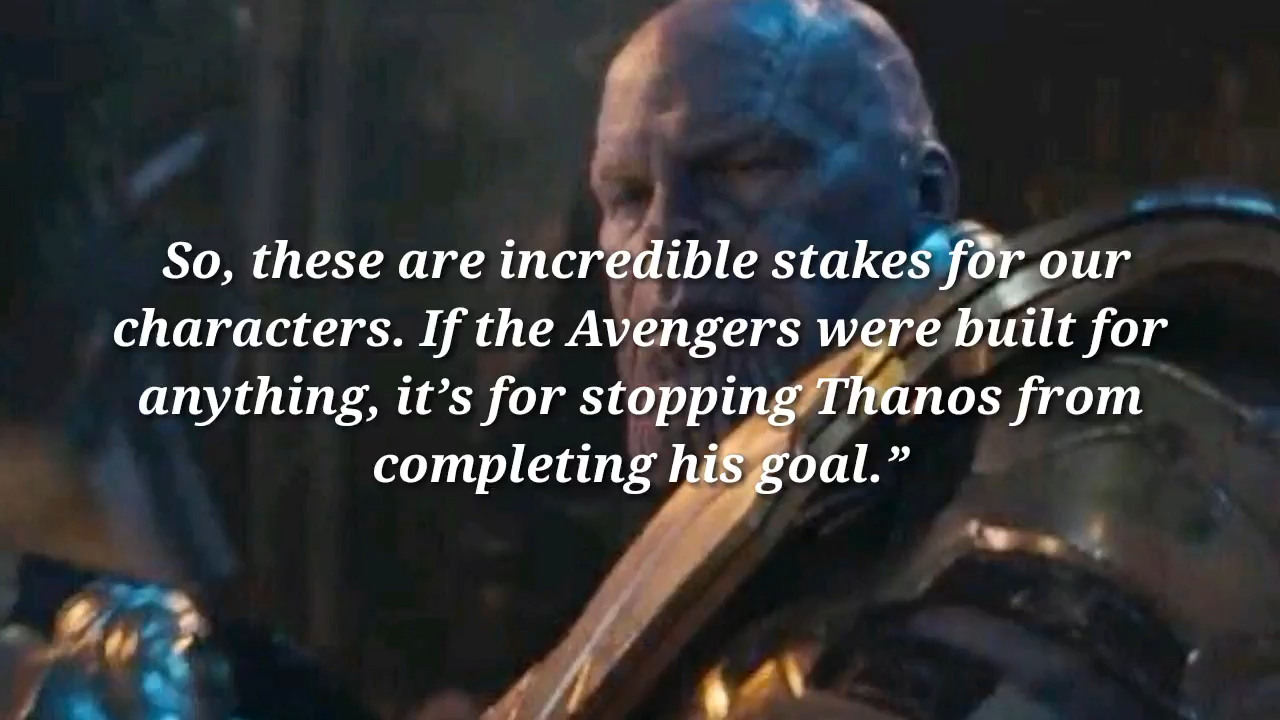 So, these are incredible stakes for our
characters. If the Avengers were built for
anything, it’s for stopping Thanos from
completing his goal.”